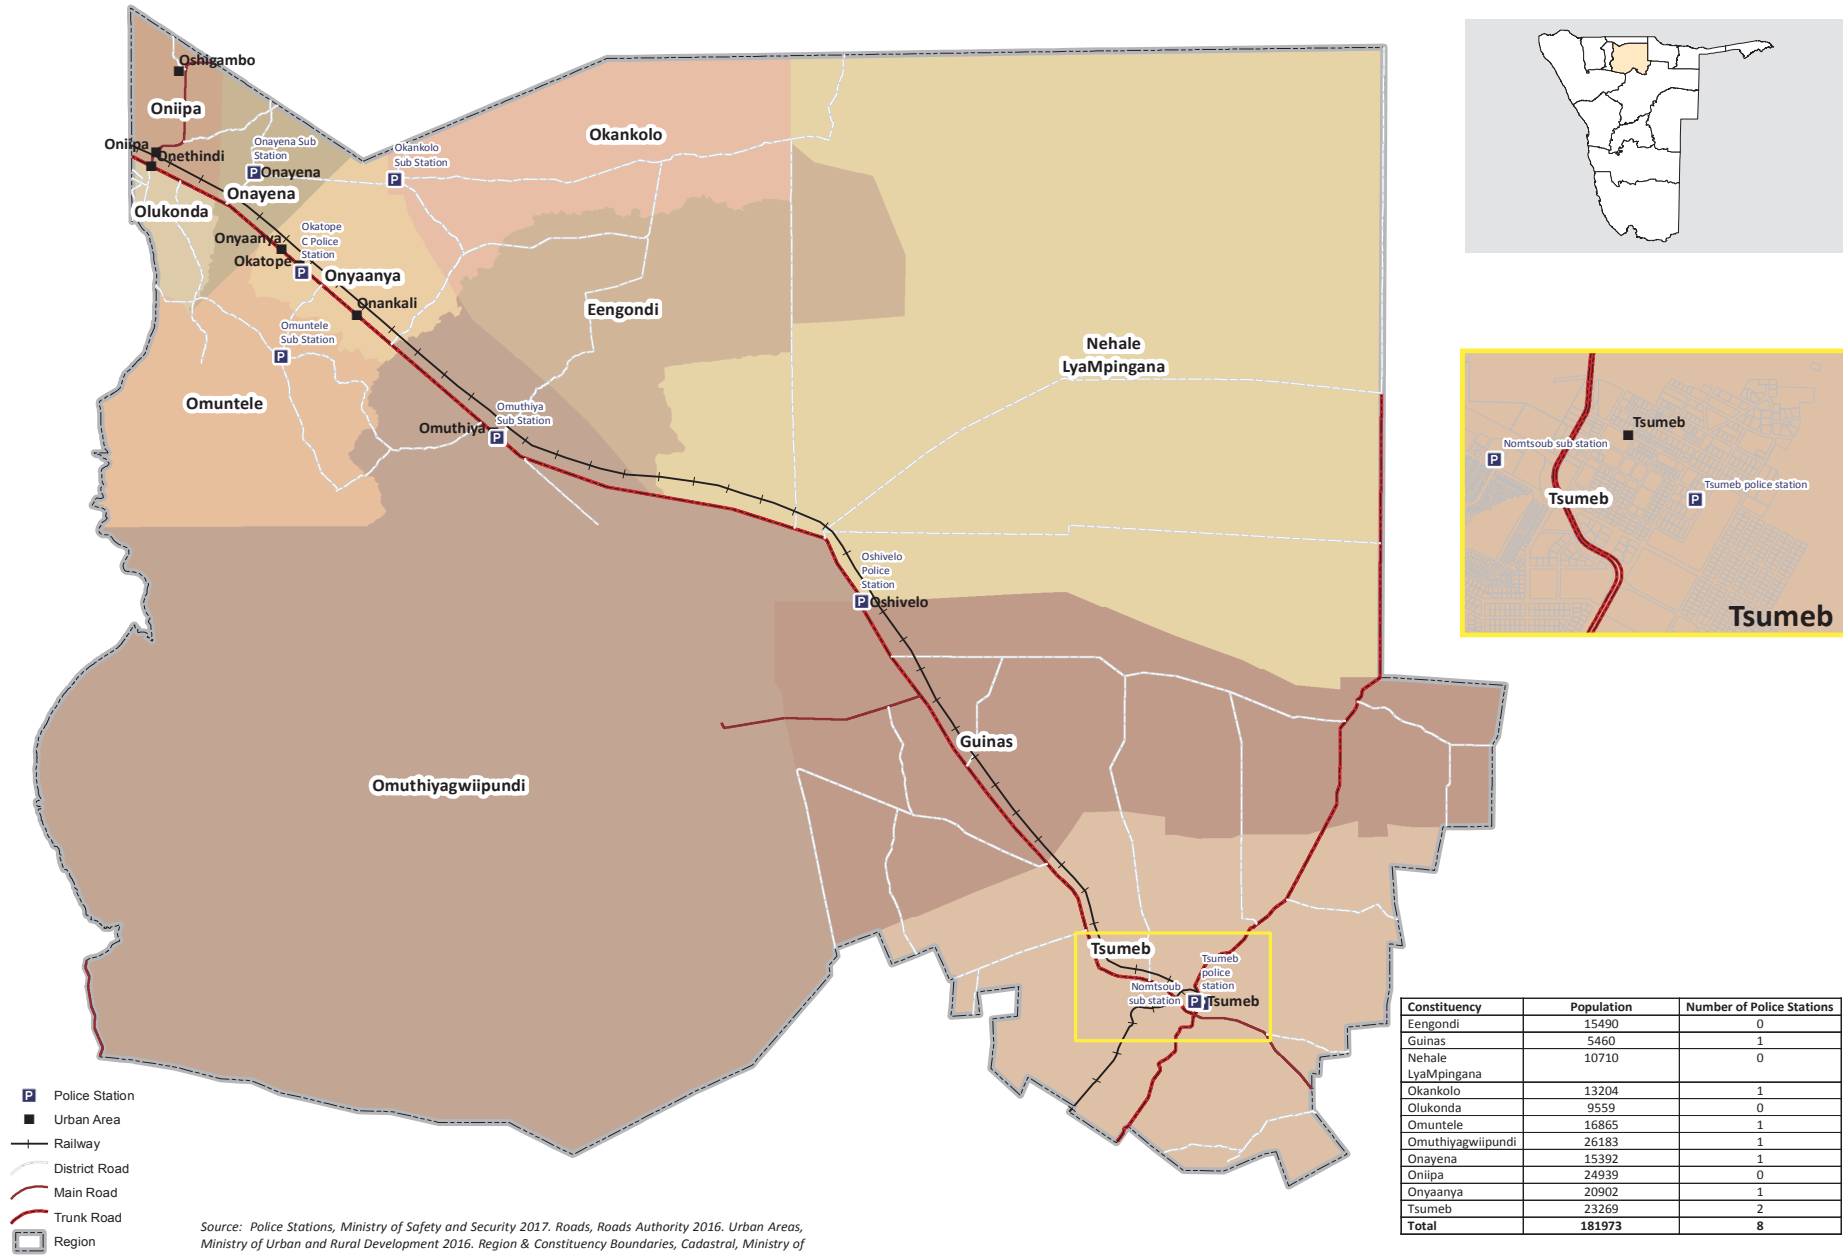 Oshigambo
Oniipa
Oniipa
Onethindi
Onayena Sub
Station
Onayena
Onayena
Olukonda
Okankolo
Sub Station
Okankolo
Okatope
C Police
Station
Onyaanya
Okatope
Onyaanya
Onankali
Omuntele
Sub Station
Omuntele
Eengondi
Nehale
LyaMpingana
Omuthiya
Sub Station
Omuthiya
Oshivelo
Police
Station
Oshivelo
Guinas
Omuthiyagwiipundi
Tsumeb
Tsumeb
police
station
Nomtsoub
sub station
Tsumeb
Tsumeb
Nomtsoub sub station
Tsumeb police station
Tsumeb
Tsumeb
Constituency Population Number of Police Stations
Eengondi 15490 0
Guinas 5460 1
Nehale 10710 0
LyaMpingana
Okankolo 13204 1
Olukonda 9559 0
Omuntele 16865 1
Omuthiyagwiipundi 26183 1
Onayena 15392 1
Oniipa 24939 0
Onyaanya 20902 1
Tsumeb 23269 2
Total 181973 8
P Police Station
Urban Area
Railway
District Road
Main Road
Trunk Road
Region
Source: Police Stations, Ministry of Safety and Security 2017. Roads, Roads Authority 2016. Urban Areas,
Ministry of Urban and Rural Development 2016. Region & Constituency Boundaries, Cadastral, Ministry of